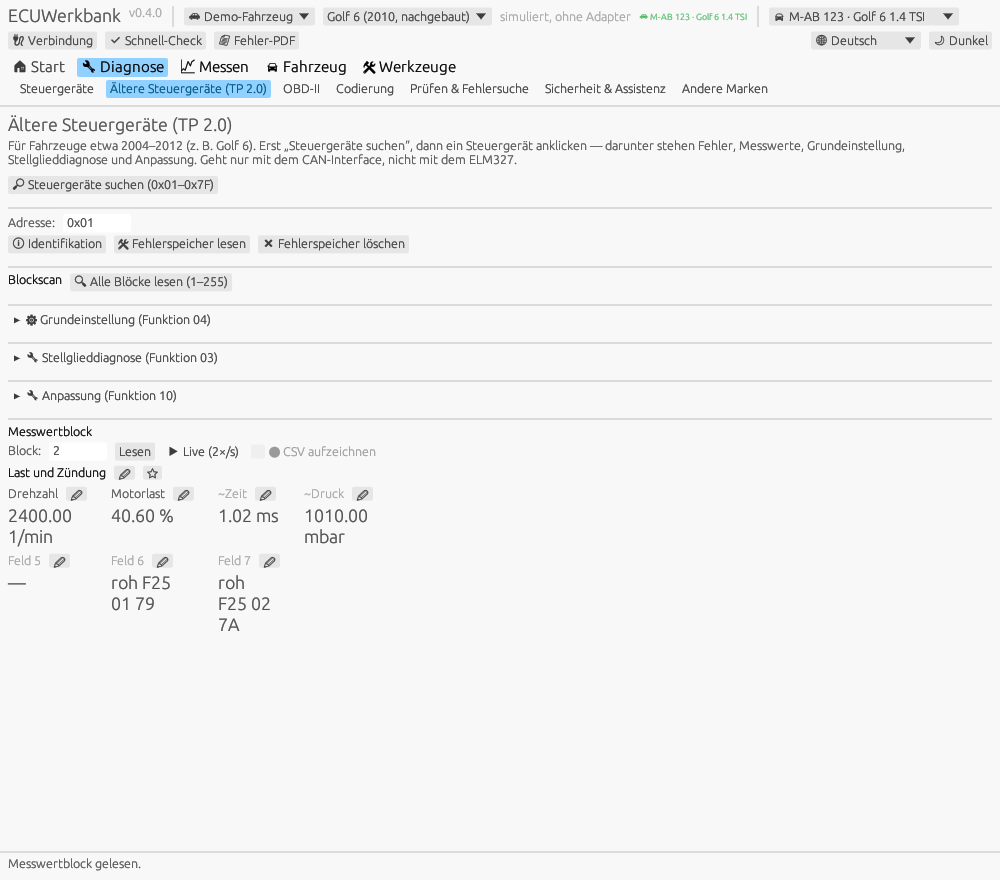 ECUWerkbank v0.4.0 Demo-Fahrzeug Golf 6 (2010, nachgebaut) simuliert, ohne Adapter M-AB 123 · Golf 6 1.4 TSI M-AB 123 · Golf 6 1.4 TSI
Verbindung Schnell-Check Fehler-PDF Deutsch Dunkel
Start Diagnose Messen Fahrzeug Werkzeuge
Steuergeräte Ältere Steuergeräte (TP 2.0) OBD-II Codierung Prüfen & Fehlersuche Sicherheit & Assistenz Andere Marken
Ältere Steuergeräte (TP 2.0)
Für Fahrzeuge etwa 2004–2012 (z. B. Golf 6). Erst „Steuergeräte suchen“, dann ein Steuergerät anklicken — darunter stehen Fehler, Messwerte, Grundeinstellung,
Stellglieddiagnose und Anpassung. Geht nur mit dem CAN-Interface, nicht mit dem ELM327.
Steuergeräte suchen (0x01–0x7F)
Adresse: 0x01
Identifikation Fehlerspeicher lesen Fehlerspeicher löschen
Blockscan Alle Blöcke lesen (1–255)
Grundeinstellung (Funktion 04)
Stellglieddiagnose (Funktion 03)
Anpassung (Funktion 10)
Messwertblock
Block: 2 Lesen Live (2×/s) CSV aufzeichnen
Last und Zündung
Drehzahl Motorlast ~Zeit ~Druck
2400.00 40.60 % 1.02 ms 1010.00
1/min mbar
Feld 5 Feld 6 Feld 7
— roh F25 roh
01 79 F25 02
7A
Messwertblock gelesen.